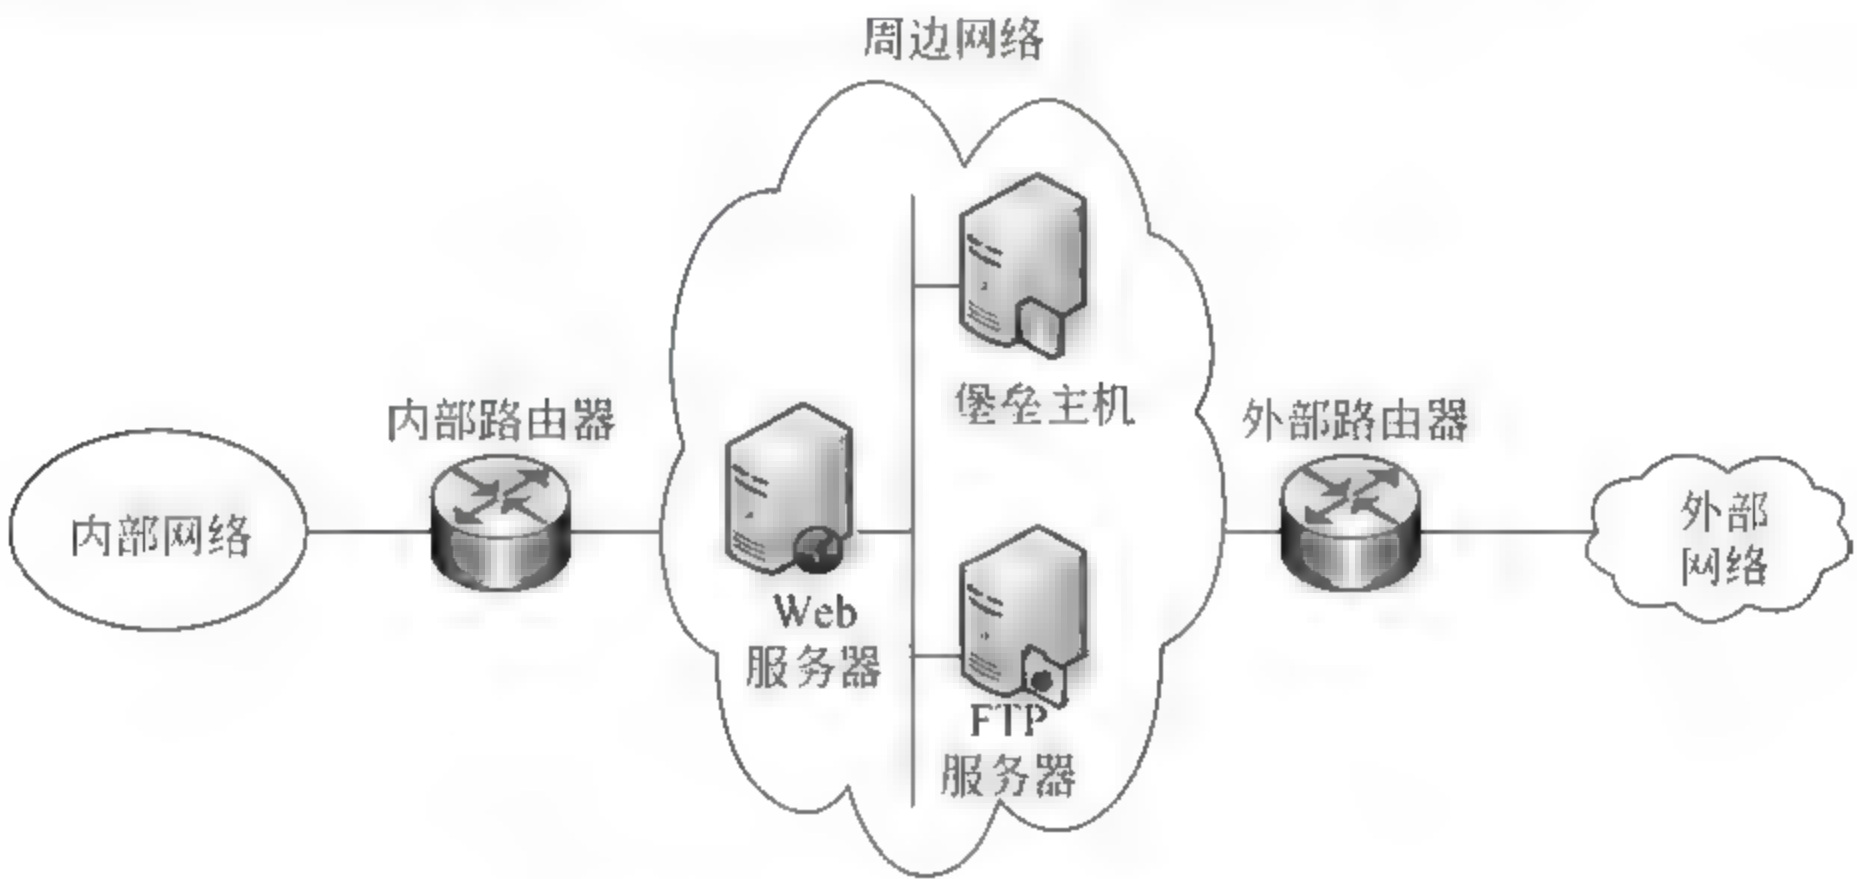 周边网络
堡垒主机
内部路由器
外部路由器
内部网络
外部
网络
Web
服务器
FTP
服务器